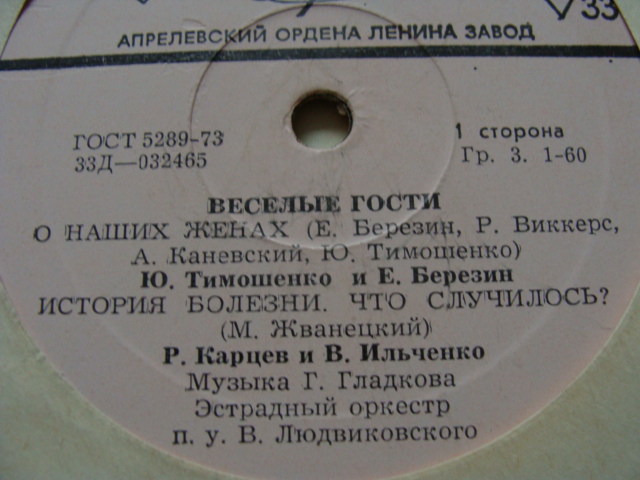 33
АПРЕЛЕВСКИЙ ОРДЕНА ЛЕНИНА ЗАВОД
ГОСТ 5289-73
33Д—032465
1 сторона
Гр. 3. 1-60
ВЕСЕЛЫЕ ГОСТИ
О НАШИХ ЖЕНАХ (Е. Березин, Р. Виккерс,
А. Каневский, Ю. Тимошенко)
Ю. Тимошенко и Е. Березин
ИСТОРИЯ БОЛЕЗНИ. ЧТО СЛУЧИЛОСЬ?
(М. Жванецкий)
Р. Карцев и В. Ильченко
Музыка Г. Гладкова
Эстрадный оркестр
п. у. В. Людвиковского